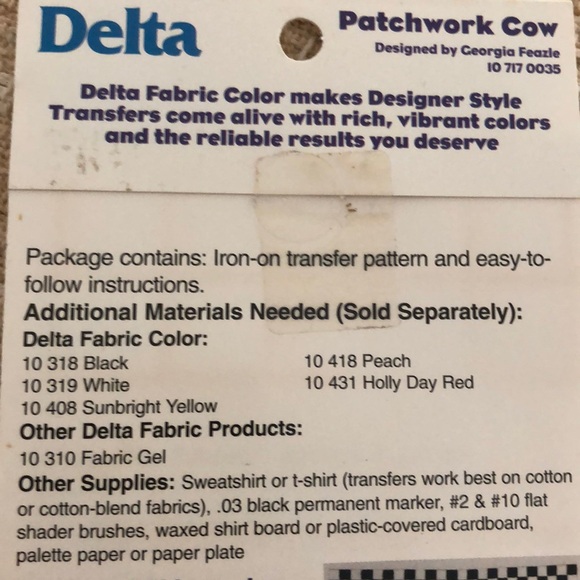 Delta
Patchwork Cow
Designed by Georgia Feazle
10 717 0035
Delta Fabric Color makes Designer Style
Transfers come alive with rich, vibrant colors
and the reliable results you deserve
Package contains: Iron-on transfer pattern and easy-to-
follow instructions.
Additional Materials Needed (Sold Separately):
Delta Fabric Color:
10 318 Black
10 319 White
10 408 Sunbright Yellow
10 418 Peach
10 431 Holly Day Red
Other Delta Fabric Products:
10 310 Fabric Gel
Other Supplies: Sweatshirt or t-shirt (transfers work best on cotton
or cotton-blend fabrics), .03 black permanent marker, #2 & #10 flat
shader brushes, waxed shirt board or plastic-covered cardboard,
palette paper or paper plate